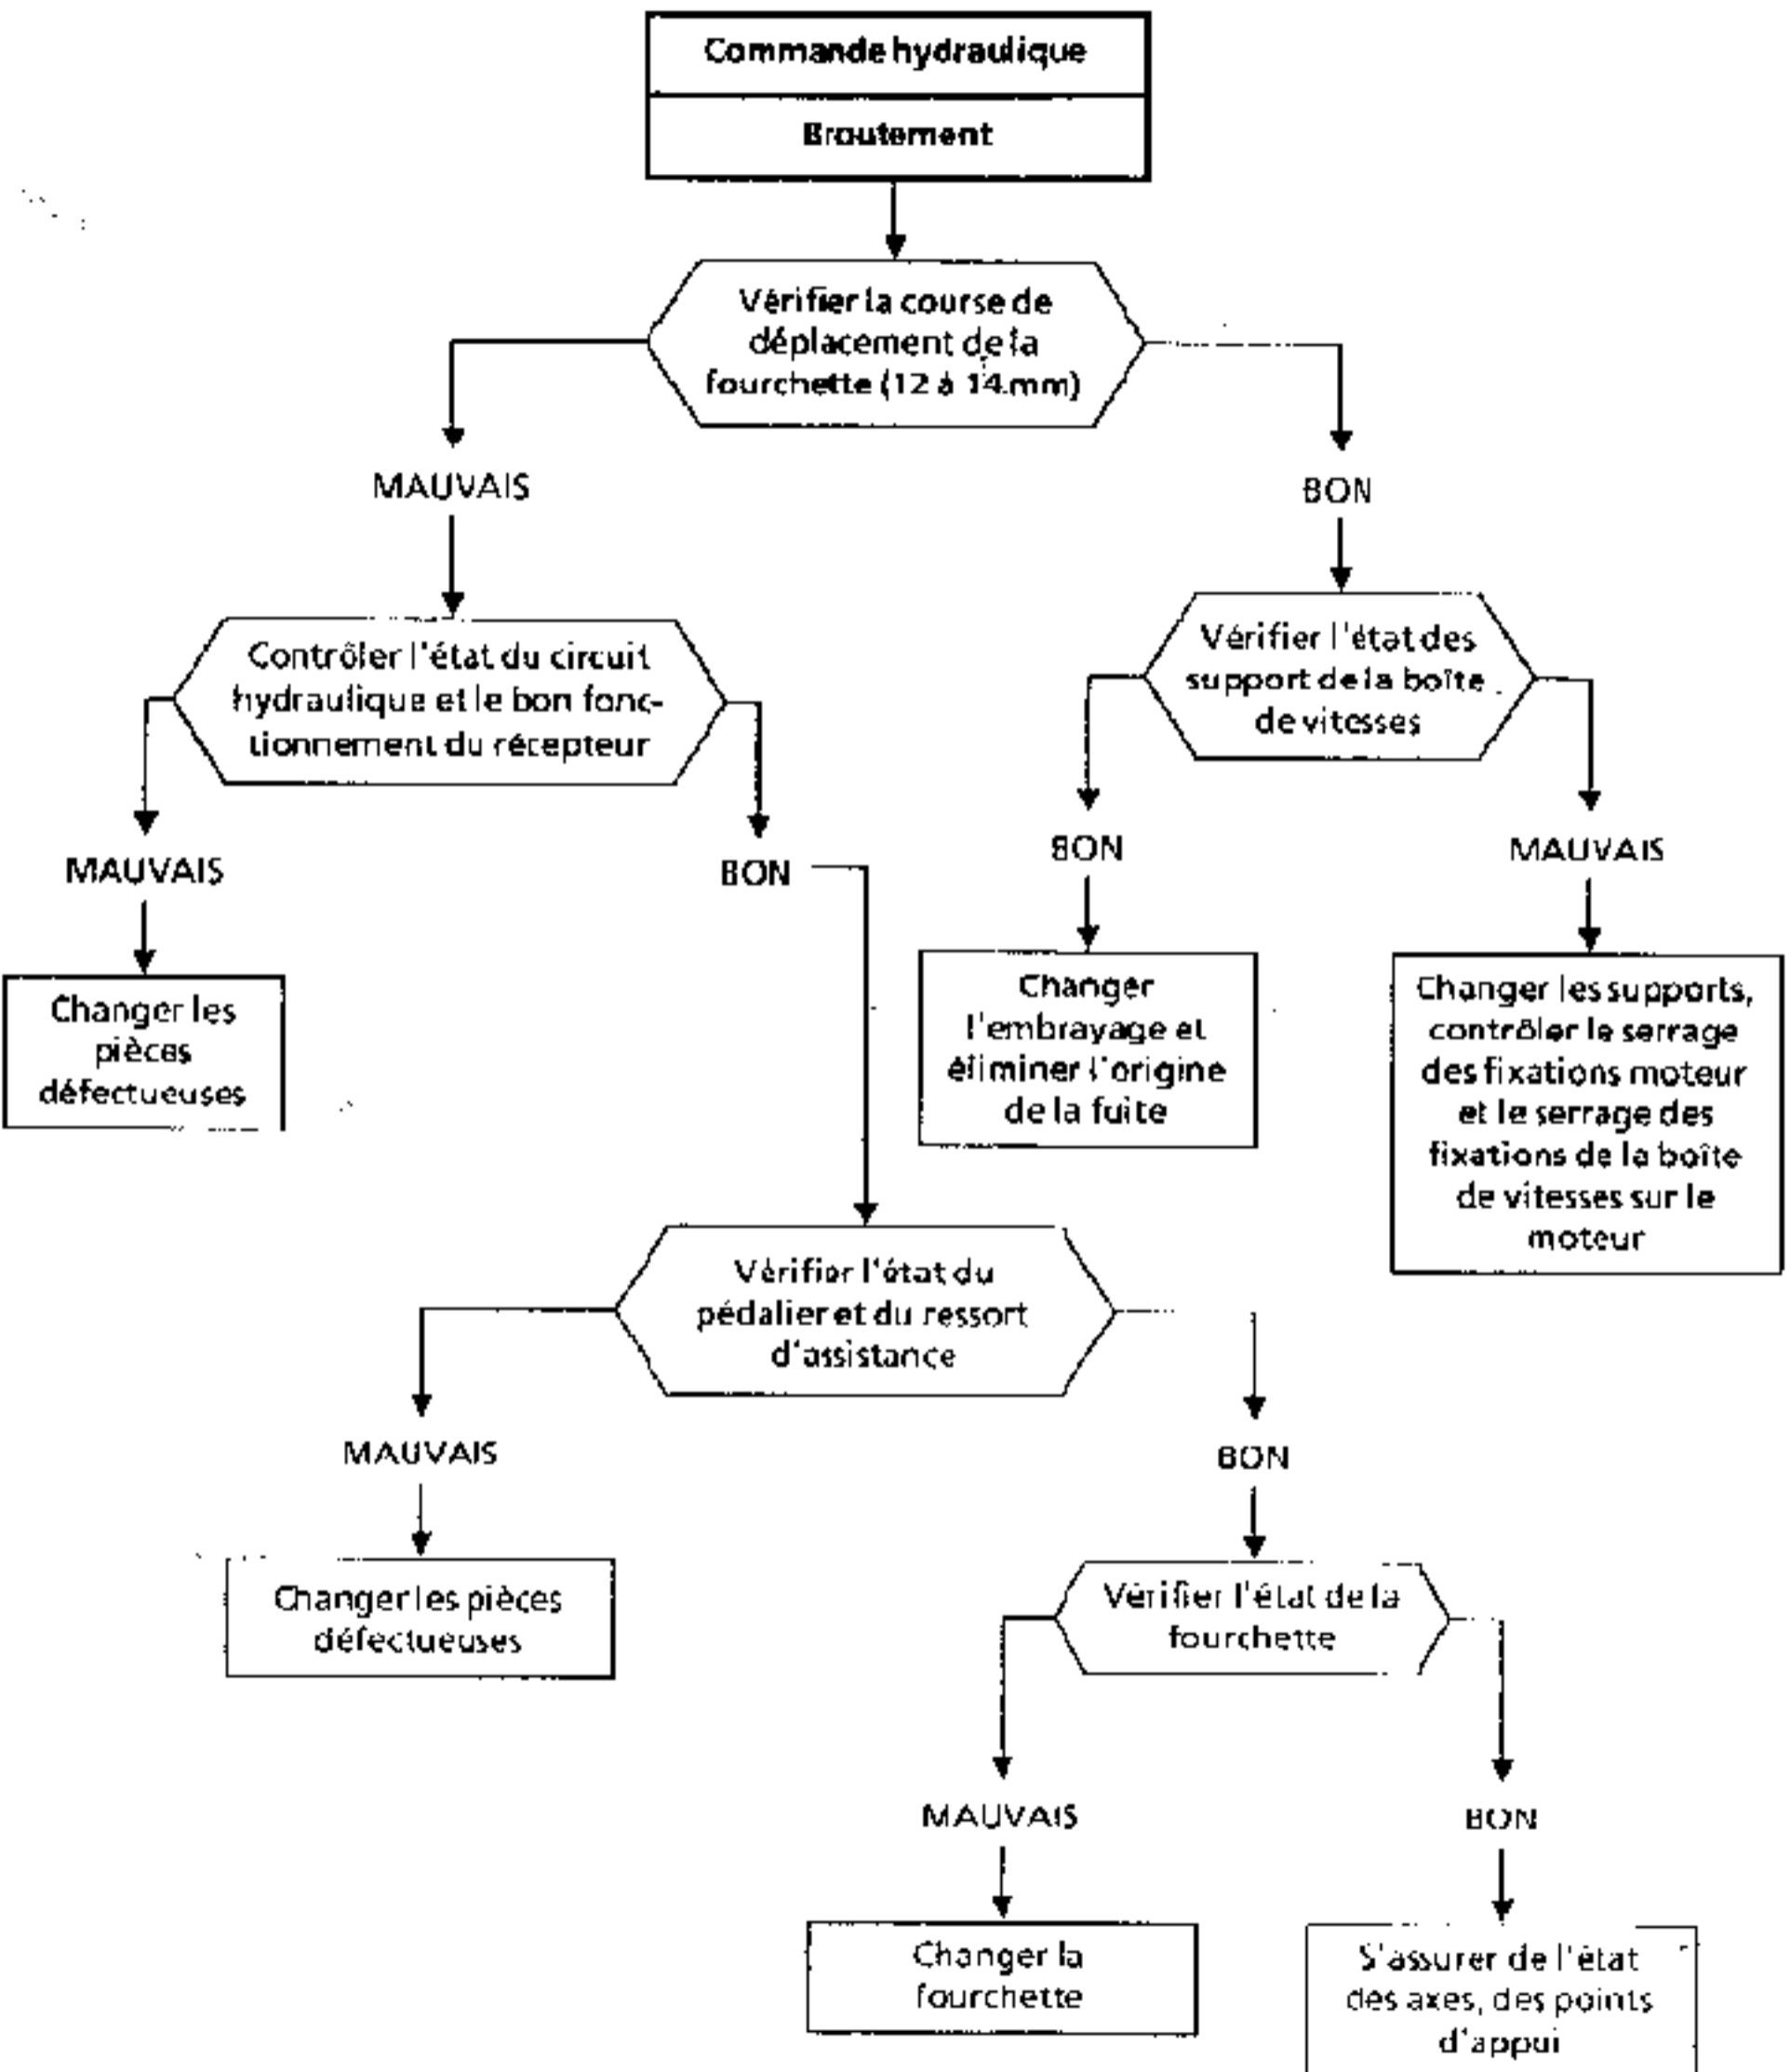 Commande hydraulique
Broutement
Vérifier la course de
déplacement de la
fourchette (12 à 14 mm)
MAUVAIS
BON
Contrôler l'état du circuit
hydraulique et le bon fonc-
tionnement du récepteur
Vérifier l'état des
support de la boîte
de vitesses
MAUVAIS
BON
BON
MAUVAIS
Changer les
pièces
défectueuses
Changer
l'embrayage et
éliminer l'origine
de la fuite
Changer les supports,
contrôler le serrage
des fixations moteur
et le serrage des
fixations de la boîte
de vitesses sur le
moteur
Vérifier l'état du
pédalier et du ressort
d'assistance
MAUVAIS
BON
Changer les pièces
défectueuses
Vérifier l'état de la
fourchette
MAUVAIS
BON
Changer la
fourchette
S'assurer de l'état
des axes, des points
d'appui